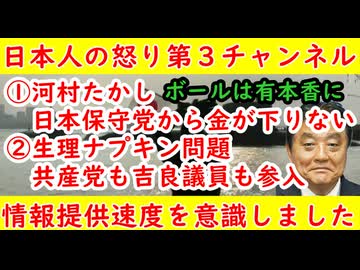 日本人の怒り第３チャンネル
①河村たかし ボールは有本香に
日本保守党から金が下りない
②生理ナプキン問題
共産党も吉良議員も参入
情報提供速度を意識しました